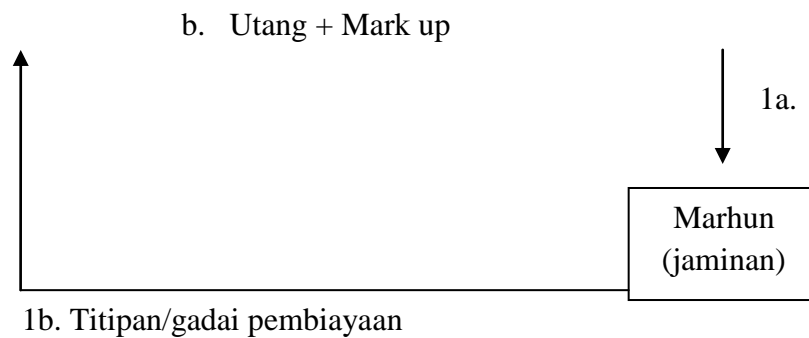 b. Utang + Mark up
1a.
Marhun
(jaminan)
1b. Titipan/gadai pembiayaan